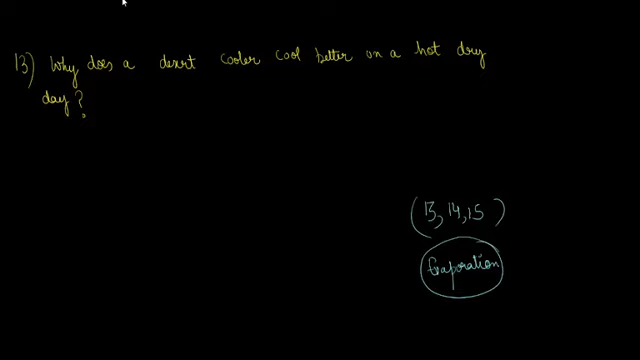 13) Why does a desert cooler cool better on a hot dry
day?
(13, 14, 15)
Evaporation